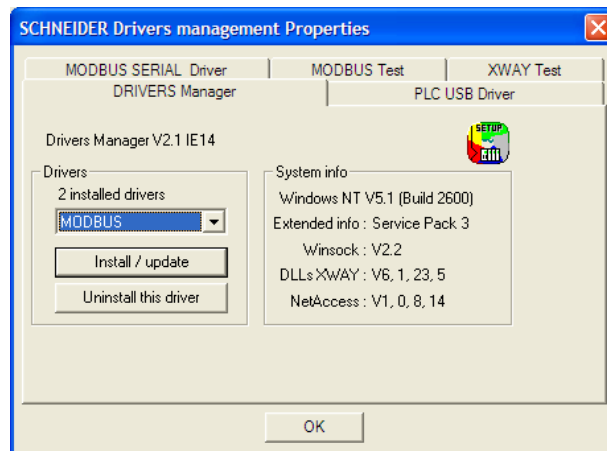 SCHNEIDER Drivers management Properties
MODBUS SERIAL Driver
MODBUS Test
XWAY Test
DRIVERS Manager
PLC USB Driver
Drivers Manager V2.1 IE14
SETUP
Drivers
2 installed drivers
MODBUS
Install / update
Uninstall this driver
System info
Windows NT V5.1 (Build 2600)
Extended info : Service Pack 3
Winsock : V2.2
DLLs XWAY : V6, 1, 23, 5
NetAccess : V1, 0, 8, 14
OK